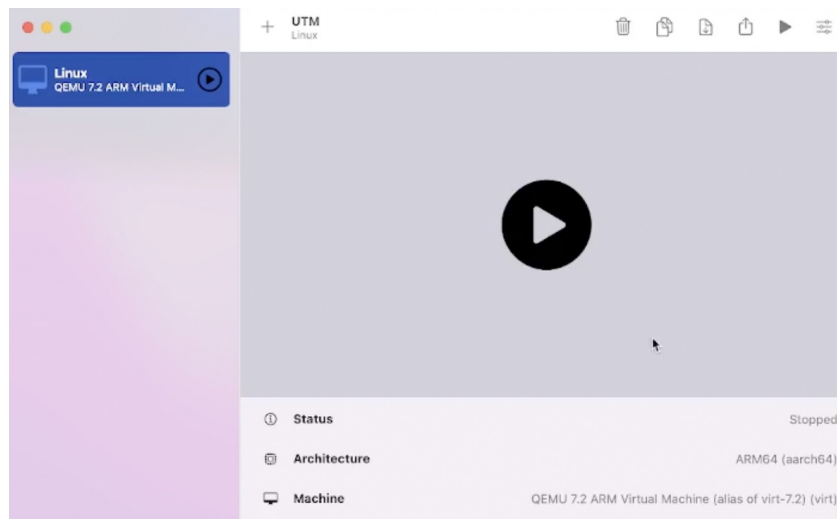 UTM
Linux
Linux
QEMU 7.2 ARM Virtual M...
Status
Stopped
Architecture
ARM64 (aarch64)
Machine
QEMU 7.2 ARM Virtual Machine (alias of virt-7.2) (virt)